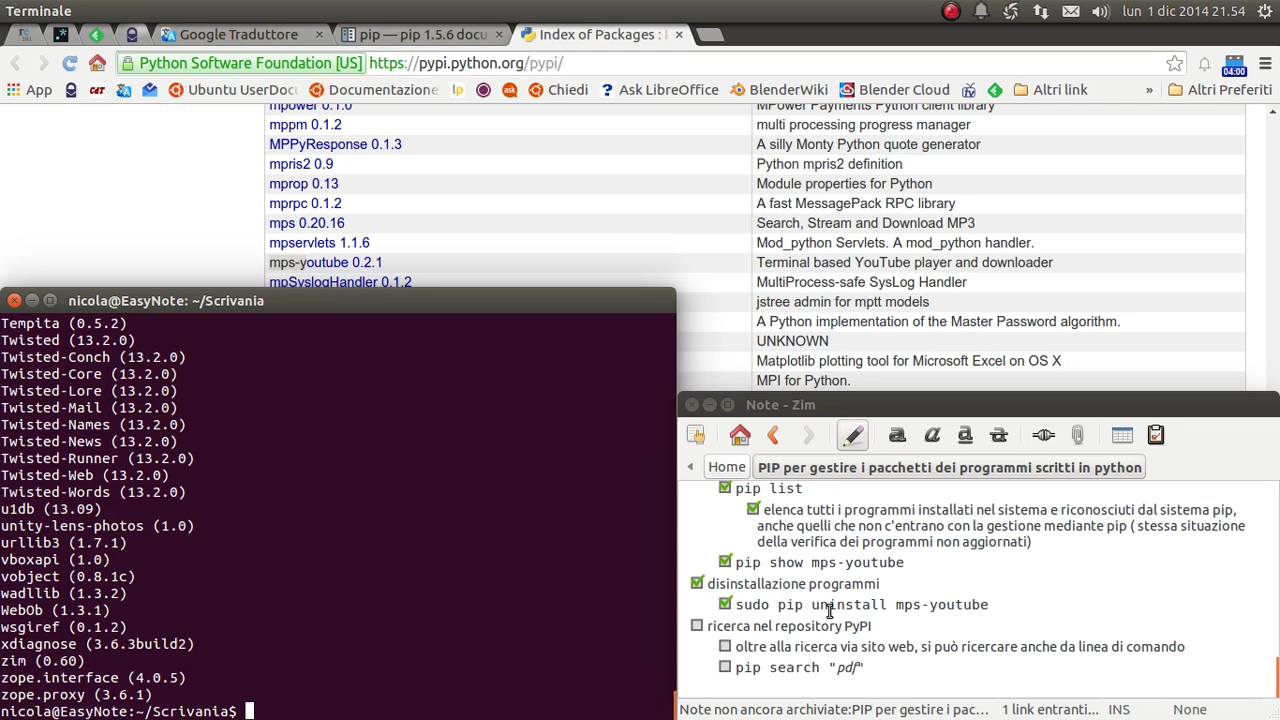 Terminale
lun 1 dic 2014 21.54
Google Traduttore
pip — pip 1.5.6 docu
Index of Packages :
Python Software Foundation [US] https://pypi.python.org/pypi/
04:00
App
Ubuntu UserDocu
Documentazione
lp
ask
Chiedi
Ask LibreOffice
BlenderWiki
Blender Cloud
Altri link
»
Altri Preferiti
mpower 0.1.0 MPower Payments Python client library
mppm 0.1.2 multi processing progress manager
MPPyResponse 0.1.3 A silly Monty Python quote generator
mpris2 0.9 Python mpris2 definition
mprop 0.13 Module properties for Python
mprpc 0.1.2 A fast MessagePack RPC library
mps 0.20.16 Search, Stream and Download MP3
mpservlets 1.1.6 Mod_python Servlets. A mod_python handler.
mps-youtube 0.2.1 Terminal based YouTube player and downloader
mpSyslogHandler 0.1.2 MultiProcess-safe SysLog Handler
jstree admin for mptt models
A Python implementation of the Master Password algorithm.
UNKNOWN
Matplotlib plotting tool for Microsoft Excel on OS X
MPI for Python.
nicola@EasyNote: ~/Scrivania
Tempita (0.5.2)
Twisted (13.2.0)
Twisted-Conch (13.2.0)
Twisted-Core (13.2.0)
Twisted-Lore (13.2.0)
Twisted-Mail (13.2.0)
Twisted-Names (13.2.0)
Twisted-News (13.2.0)
Twisted-Runner (13.2.0)
Twisted-Web (13.2.0)
Twisted-Words (13.2.0)
u1db (13.09)
unity-lens-photos (1.0)
urllib3 (1.7.1)
vboxapi (1.0)
vobject (0.8.1c)
wadllib (1.3.2)
WebOb (1.3.1)
wsgiref (0.1.2)
xdiagnose (3.6.3build2)
zim (0.60)
zope.interface (4.0.5)
zope.proxy (3.6.1)
nicola@EasyNote:~/Scrivania$
Note - Zim
Home
PIP per gestire i pacchetti dei programmi scritti in python
pip list
elenca tutti i programmi installati nel sistema e riconosciuti dal sistema pip,
anche quelli che non c'entrano con la gestione mediante pip ( stessa situazione
della verifica dei programmi non aggiornati)
pip show mps-youtube
disinstallazione programmi
sudo pip uninstall mps-youtube
ricerca nel repository PyPI
oltre alla ricerca via sito web, si può ricercare anche da linea di comando
pip search "pdf"
Note non ancora archiviate:PIP per gestire i pac... 1 link entranti... INS None